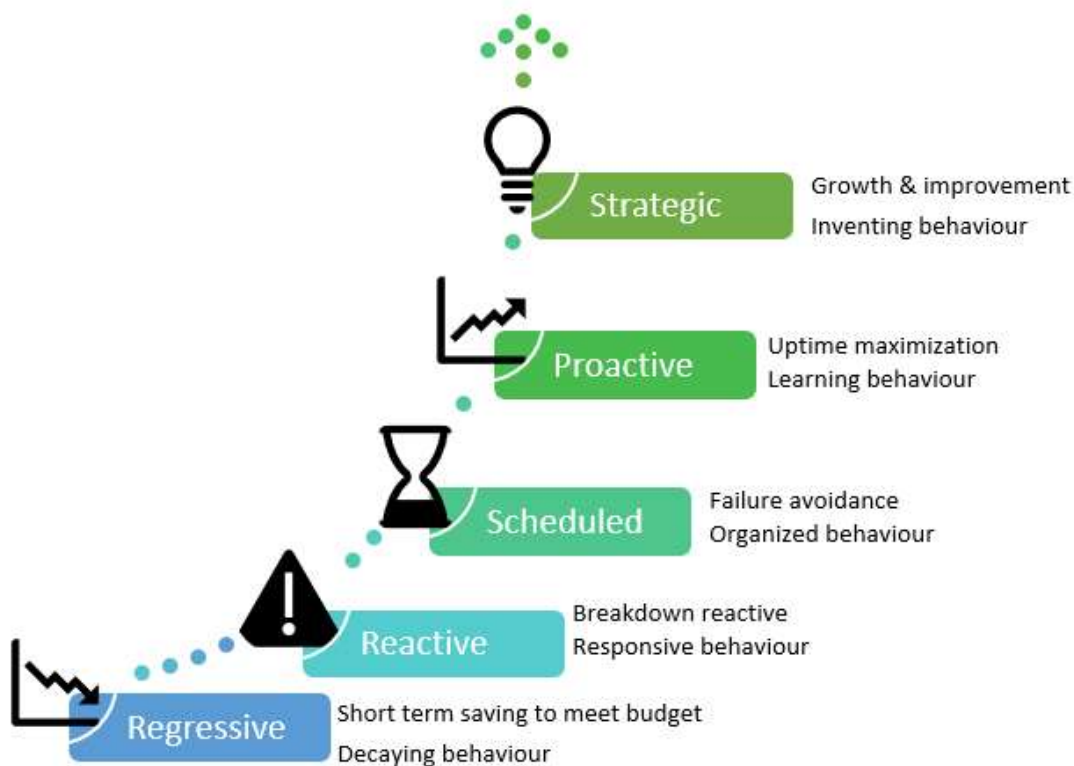 Strategic
Growth & improvement
Inventing behaviour
Proactive
Uptime maximization
Learning behaviour
Scheduled
Failure avoidance
Organized behaviour
Reactive
Breakdown reactive
Responsive behaviour
Regressive
Short term saving to meet budget
Decaying behaviour